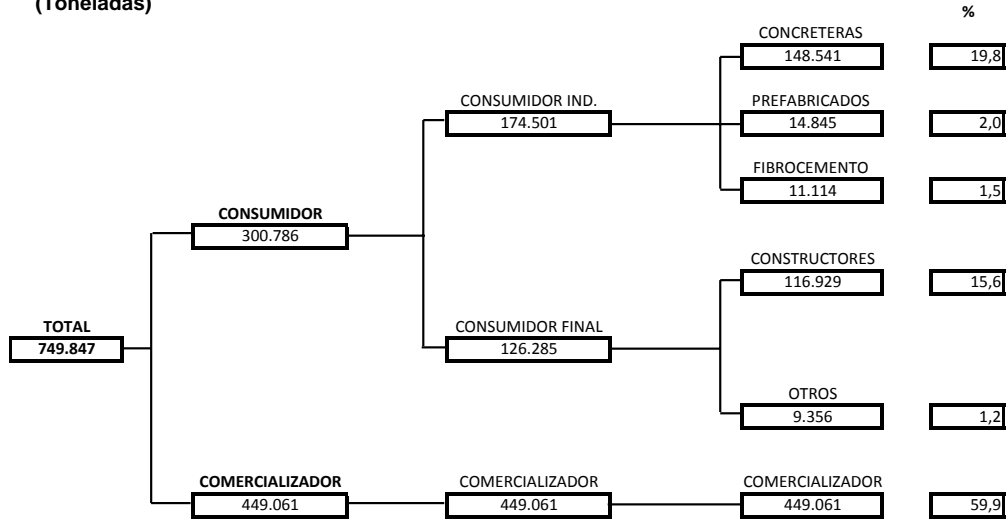 (Toneladas)
%
CONCRETERAS
148.541 19,8
CONSUMIDOR IND. PREFABRICADOS
174.501 14.845 2,0
FIBROCEMENTO
11.114 1,5
CONSUMIDOR
300.786
CONSTRUCTORES
116.929 15,6
TOTAL CONSUMIDOR FINAL
749.847 126.285
OTROS
9.356 1,2
COMERCIALIZADOR COMERCIALIZADOR COMERCIALIZADOR
449.061 449.061 449.061 59,9